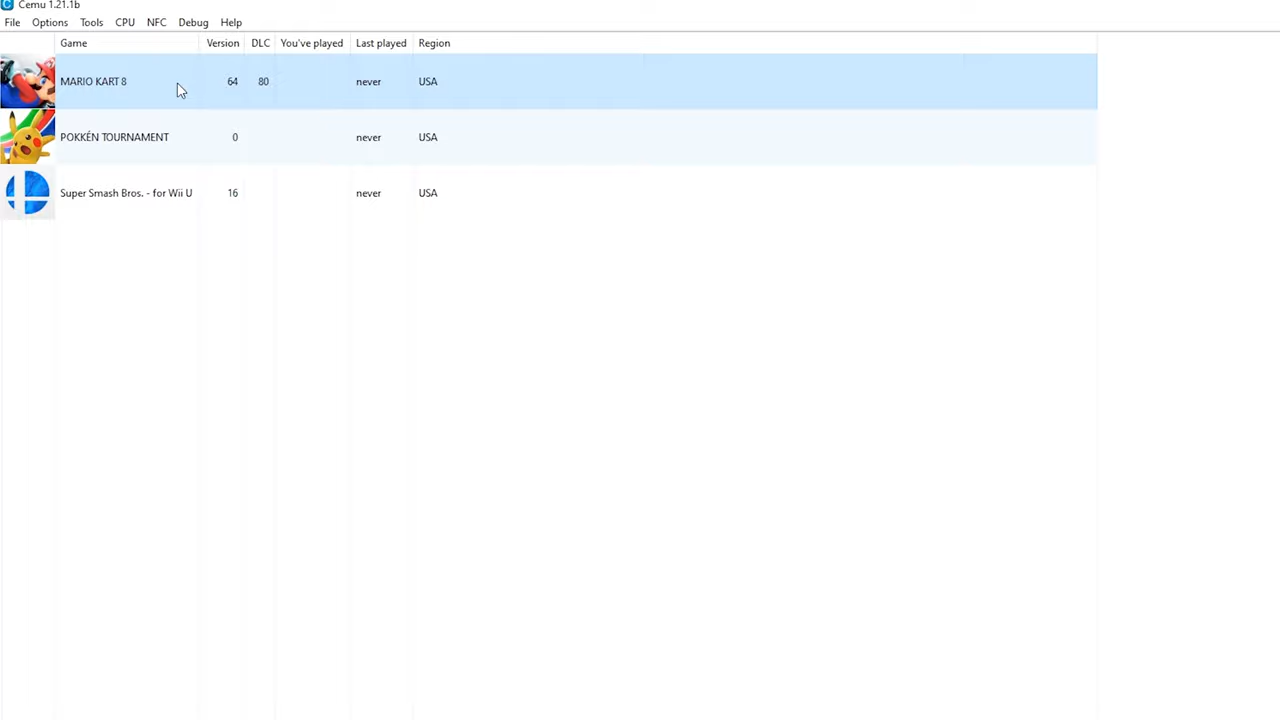 Cemu 1.21.1b
File Options Tools CPU NFC Debug Help
Game Version DLC You've played Last played Region
MARIO KART 8 64 80 never USA
POKKÉN TOURNAMENT 0 never USA
Super Smash Bros. - for Wii U 16 never USA